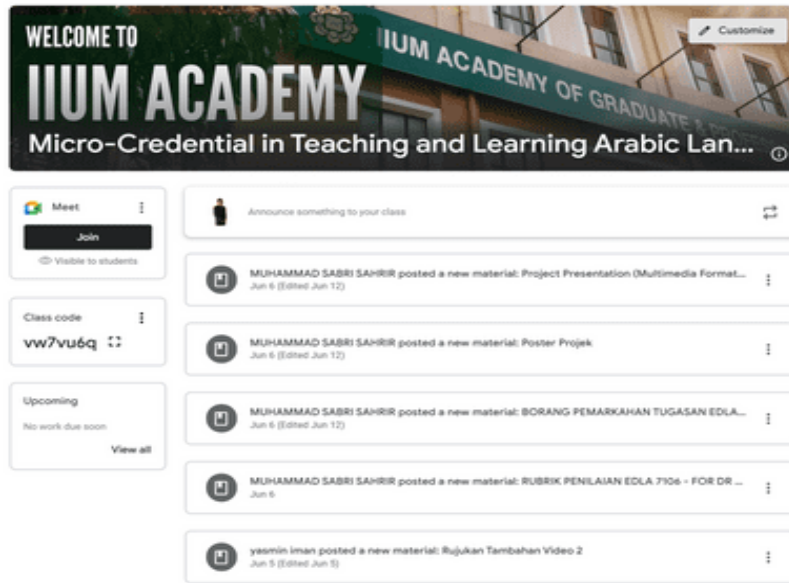 WELCOME TO
IIUM ACADEMY
IIUM ACADEMY OF GRADUATE &
Customize
Micro-Credential in Teaching and Learning Arabic Lan...
Meet
Join
Visible to students
Class code
vw7vu6q
Upcoming
No work due soon
View all
Announce something to your class
MUHAMMAD SABRI SAHRIR posted a new material: Project Presentation (Multimedia Format...
Jun 6 (Edited Jun 12)
MUHAMMAD SABRI SAHRIR posted a new material: Poster Projek
Jun 6 (Edited Jun 12)
MUHAMMAD SABRI SAHRIR posted a new material: BORANG PEMARKAHAN TUGASAN EDLA...
Jun 6 (Edited Jun 12)
MUHAMMAD SABRI SAHRIR posted a new material: RUBRIK PENILAIAN EDLA 7106 - FOR DR ...
Jun 6
yasmin iman posted a new material: Rujukan Tambahan Video 2
Jun 5 (Edited Jun 5)